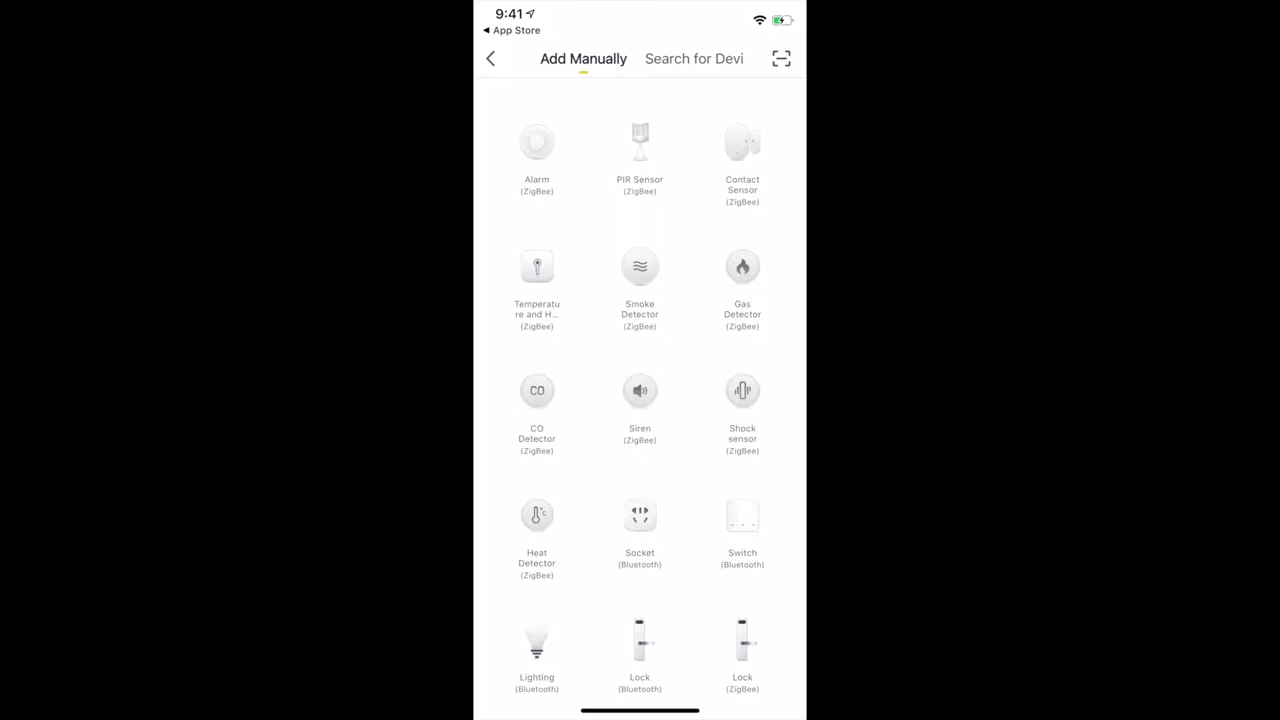 9:41
App Store
Add Manually Search for Devi
Alarm
(ZigBee)
PIR Sensor
(ZigBee)
Contact
Sensor
(ZigBee)
Temperatu
re and H...
(ZigBee)
Smoke
Detector
(ZigBee)
Gas
Detector
(ZigBee)
CO
CO
Detector
(ZigBee)
Siren
(ZigBee)
Shock
sensor
(ZigBee)
°C
Heat
Detector
(ZigBee)
Socket
(Bluetooth)
Switch
(Bluetooth)
Lighting
(Bluetooth)
Lock
(Bluetooth)
Lock
(ZigBee)